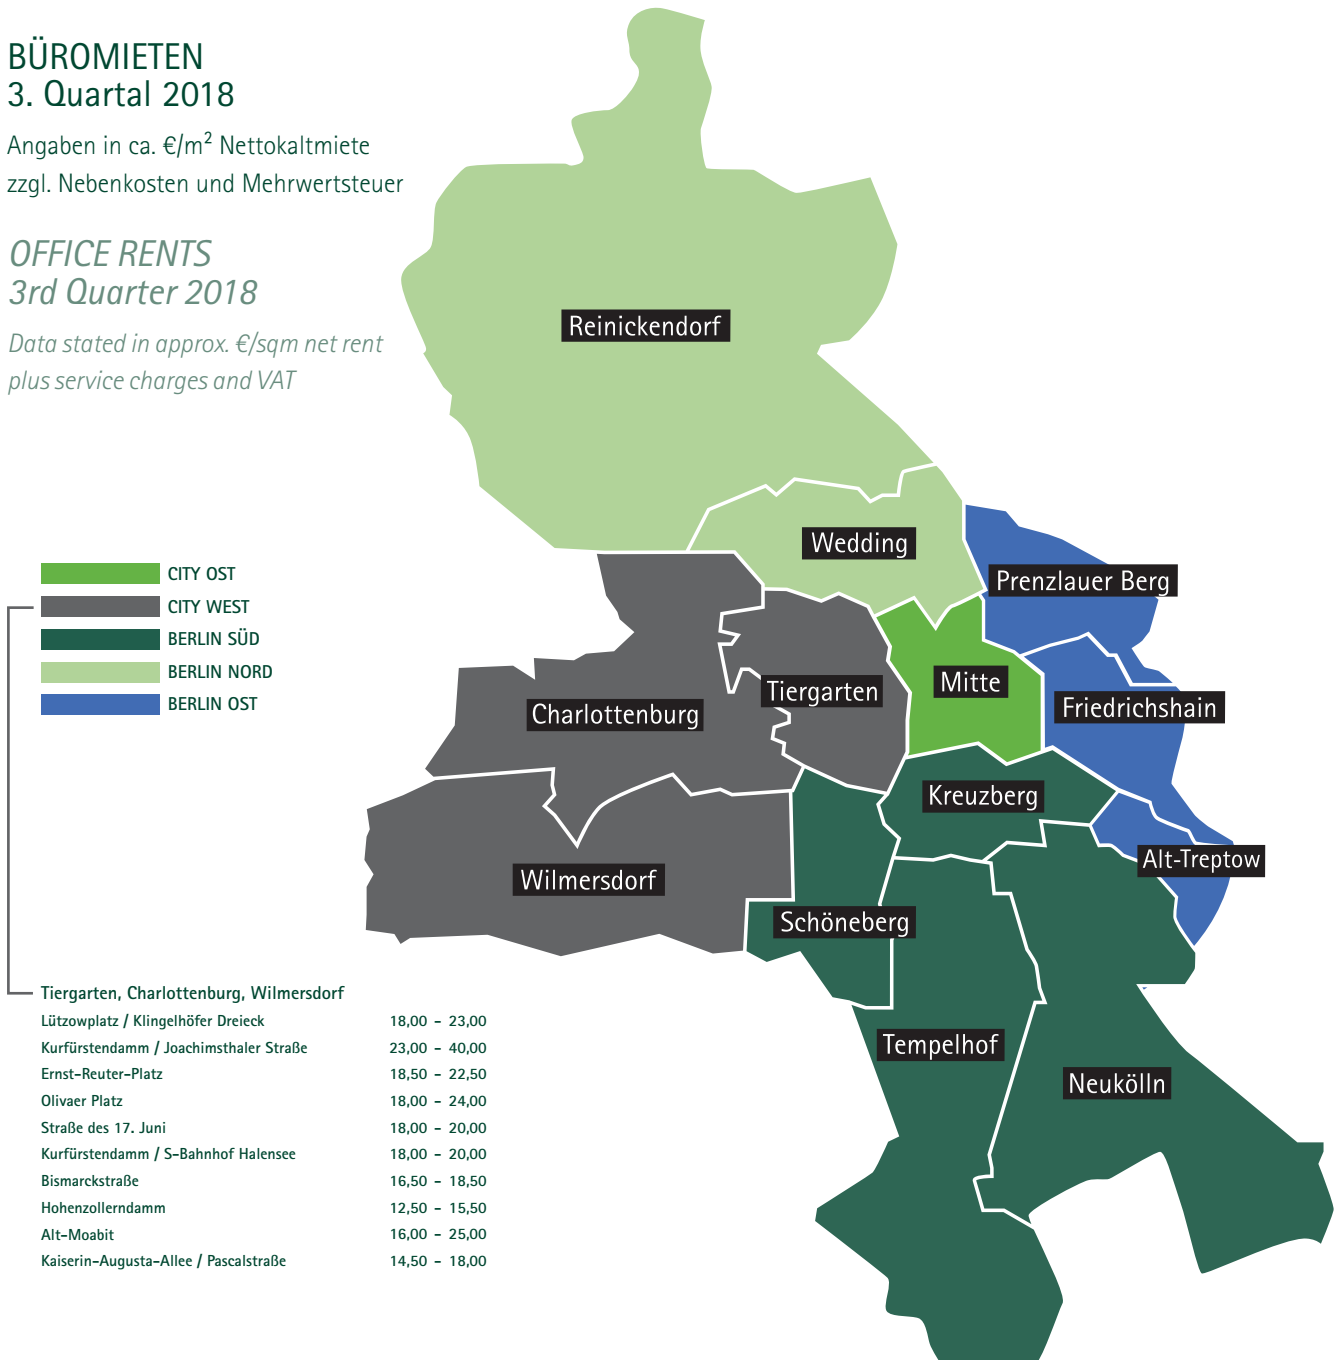 BÜROMIETEN
3. Quartal 2018
Angaben in ca. €/m² Nettokaltmiete
zzgl. Nebenkosten und Mehrwertsteuer
OFFICE RENTS
3rd Quarter 2018
Data stated in approx. €/sqm net rent
plus service charges and VAT
Reinickendorf
Wedding
Prenzlauer Berg
Mitte
Tiergarten
Friedrichshain
Charlottenburg
Kreuzberg
Alt-Treptow
Wilmersdorf
Schöneberg
Tempelhof
Neukölln
CITY OST
CITY WEST
BERLIN SÜD
BERLIN NORD
BERLIN OST
Tiergarten, Charlottenburg, Wilmersdorf
Lützowplatz / Klingelhöfer Dreieck 18,00 - 23,00
Kurfürstendamm / Joachimsthaler Straße 23,00 - 40,00
Ernst-Reuter-Platz 18,50 - 22,50
Olivaer Platz 18,00 - 24,00
Straße des 17. Juni 18,00 - 20,00
Kurfürstendamm / S-Bahnhof Halensee 18,00 - 20,00
Bismarckstraße 16,50 - 18,50
Hohenzollerndamm 12,50 - 15,50
Alt-Moabit 16,00 - 25,00
Kaiserin-Augusta-Allee / Pascalstraße 14,50 - 18,00